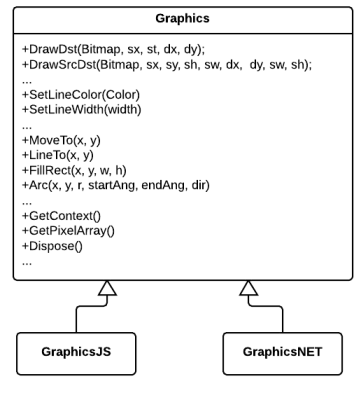 Graphics
+DrawDst(Bitmap, sx, st, dx, dy);
+DrawSrcDst(Bitmap, sx, sy, sh, sw, dx,  dy, sw, sh);
...
+SetLineColor(Color)
+SetLineWidth(width)
...
+MoveTo(x, y)
+LineTo(x, y)
+FillRect(x, y, w, h)
+Arc(x, y, r, startAng, endAng, dir)
...
+GetContext()
+GetPixelArray()
+Dispose()
...
GraphicsJS
GraphicsNET